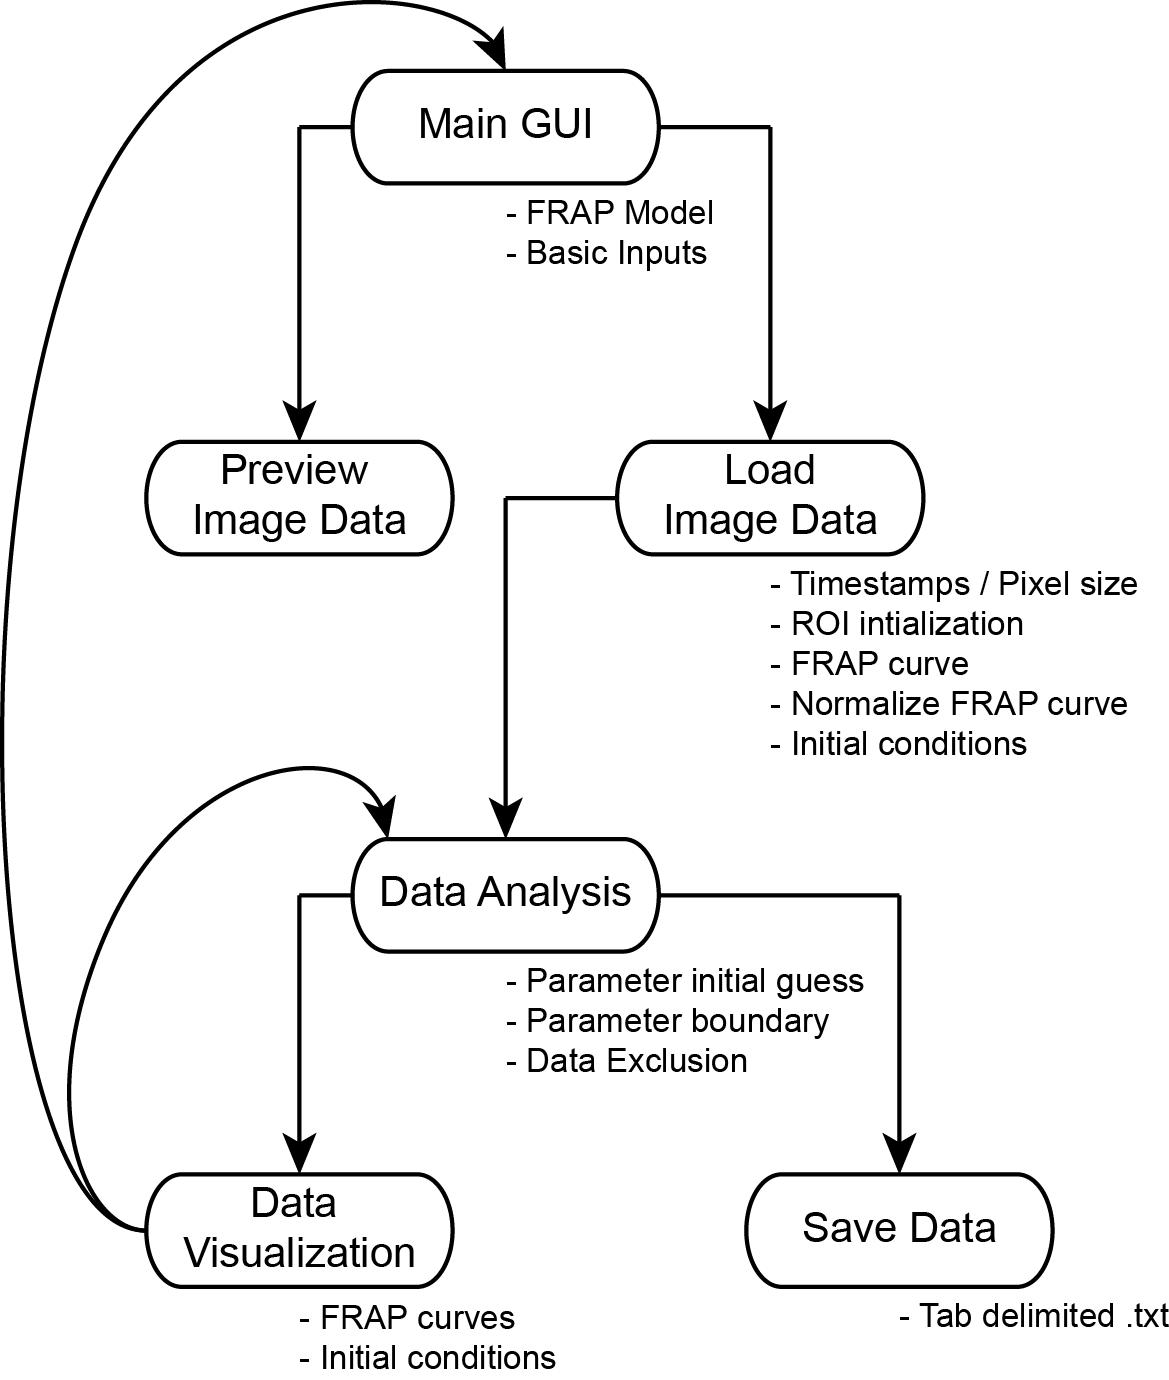 Main GUI
- FRAP Model
- Basic Inputs
Preview
Image Data
Load
Image Data
- Timestamps / Pixel size
- ROI intialization
- FRAP curve
- Normalize FRAP curve
- Initial conditions
Data Analysis
- Parameter initial guess
- Parameter boundary
- Data Exclusion
Data
Visualization
- FRAP curves
- Initial conditions
Save Data
- Tab delimited .txt